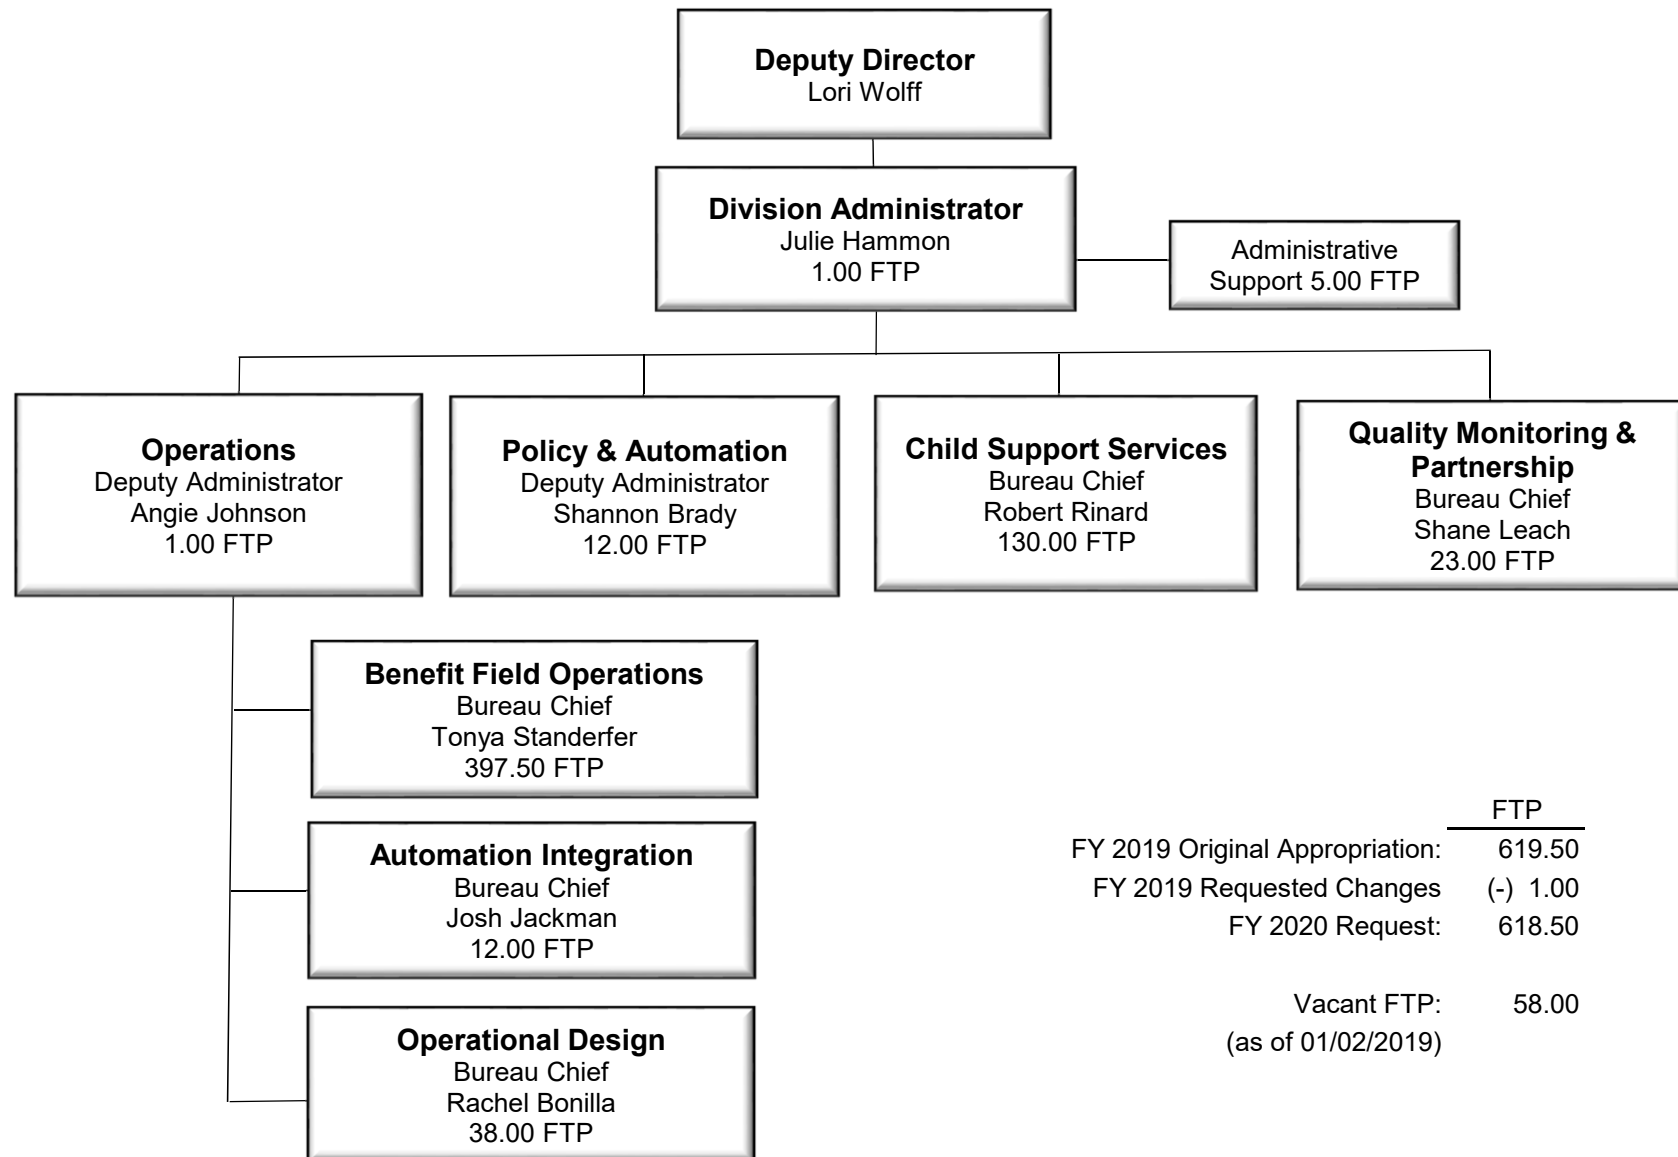 Deputy Director
Lori Wolff
Division Administrator
Julie Hammon
1.00 FTP
Administrative
Support 5.00 FTP
Operations
Deputy Administrator
Angie Johnson
1.00 FTP
Policy & Automation
Deputy Administrator
Shannon Brady
12.00 FTP
Child Support Services
Bureau Chief
Robert Rinard
130.00 FTP
Quality Monitoring &
Partnership
Bureau Chief
Shane Leach
23.00 FTP
Benefit Field Operations
Bureau Chief
Tonya Standerfer
397.50 FTP
Automation Integration
Bureau Chief
Josh Jackman
12.00 FTP
Operational Design
Bureau Chief
Rachel Bonilla
38.00 FTP
FTP
FY 2019 Original Appropriation: 619.50
FY 2019 Requested Changes (-) 1.00
FY 2020 Request: 618.50
Vacant FTP: 58.00
(as of 01/02/2019)